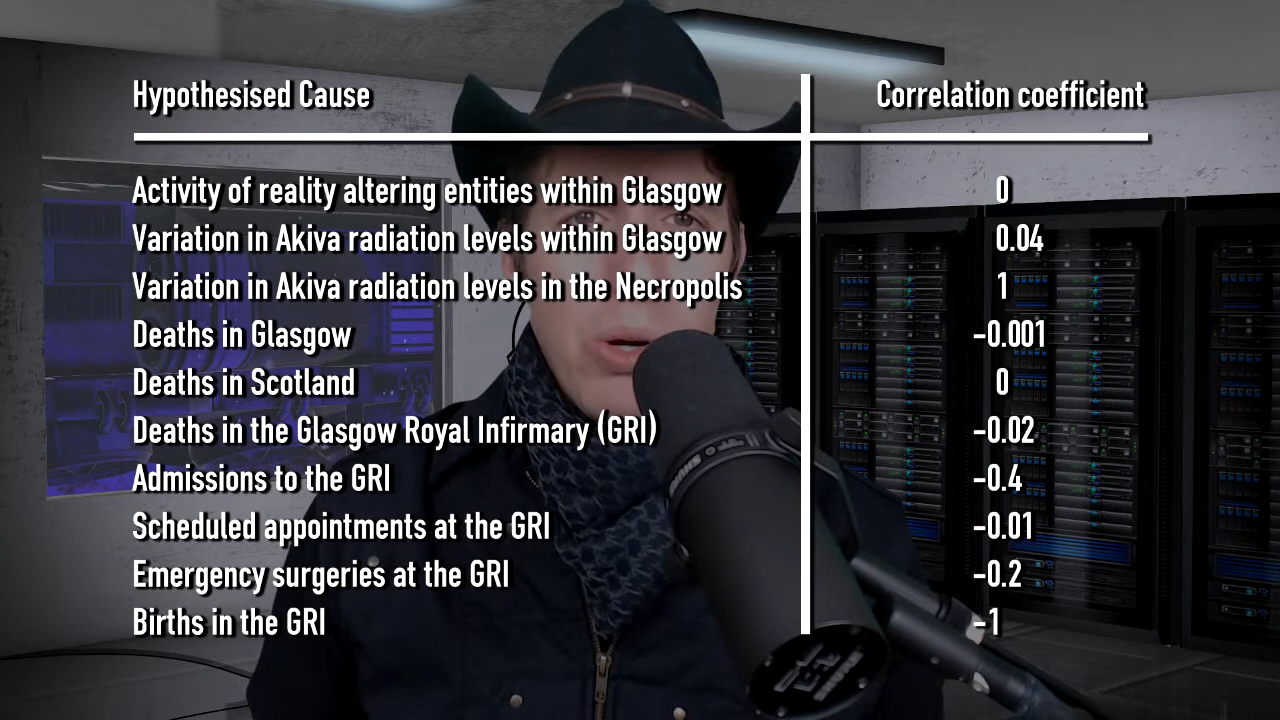 Hypothesised Cause Correlation coefficient
Activity of reality altering entities within Glasgow 0
Variation in Akiva radiation levels within Glasgow 0.04
Variation in Akiva radiation levels in the Necropolis 1
Deaths in Glasgow -0.001
Deaths in Scotland 0
Deaths in the Glasgow Royal Infirmary (GRI) -0.02
Admissions to the GRI -0.4
Scheduled appointments at the GRI -0.01
Emergency surgeries at the GRI -0.2
Births in the GRI -1